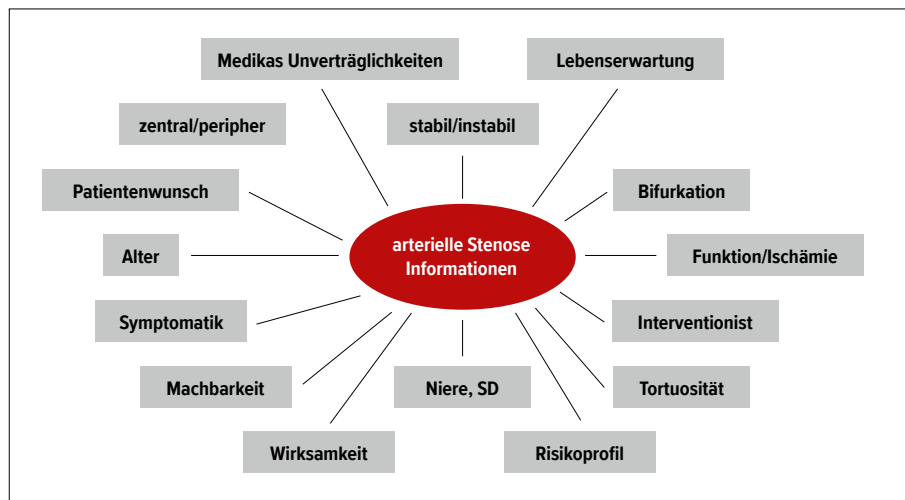 Medikas Unverträglichkeiten
Lebenserwartung
zentral/peripher
stabil/instabil
Patientenwunsch
Bifurkation
arterielle Stenose
Informationen
Alter
Funktion/Ischämie
Symptomatik
Interventionist
Machbarkeit
Niere, SD
Tortuosität
Wirksamkeit
Risikoprofil